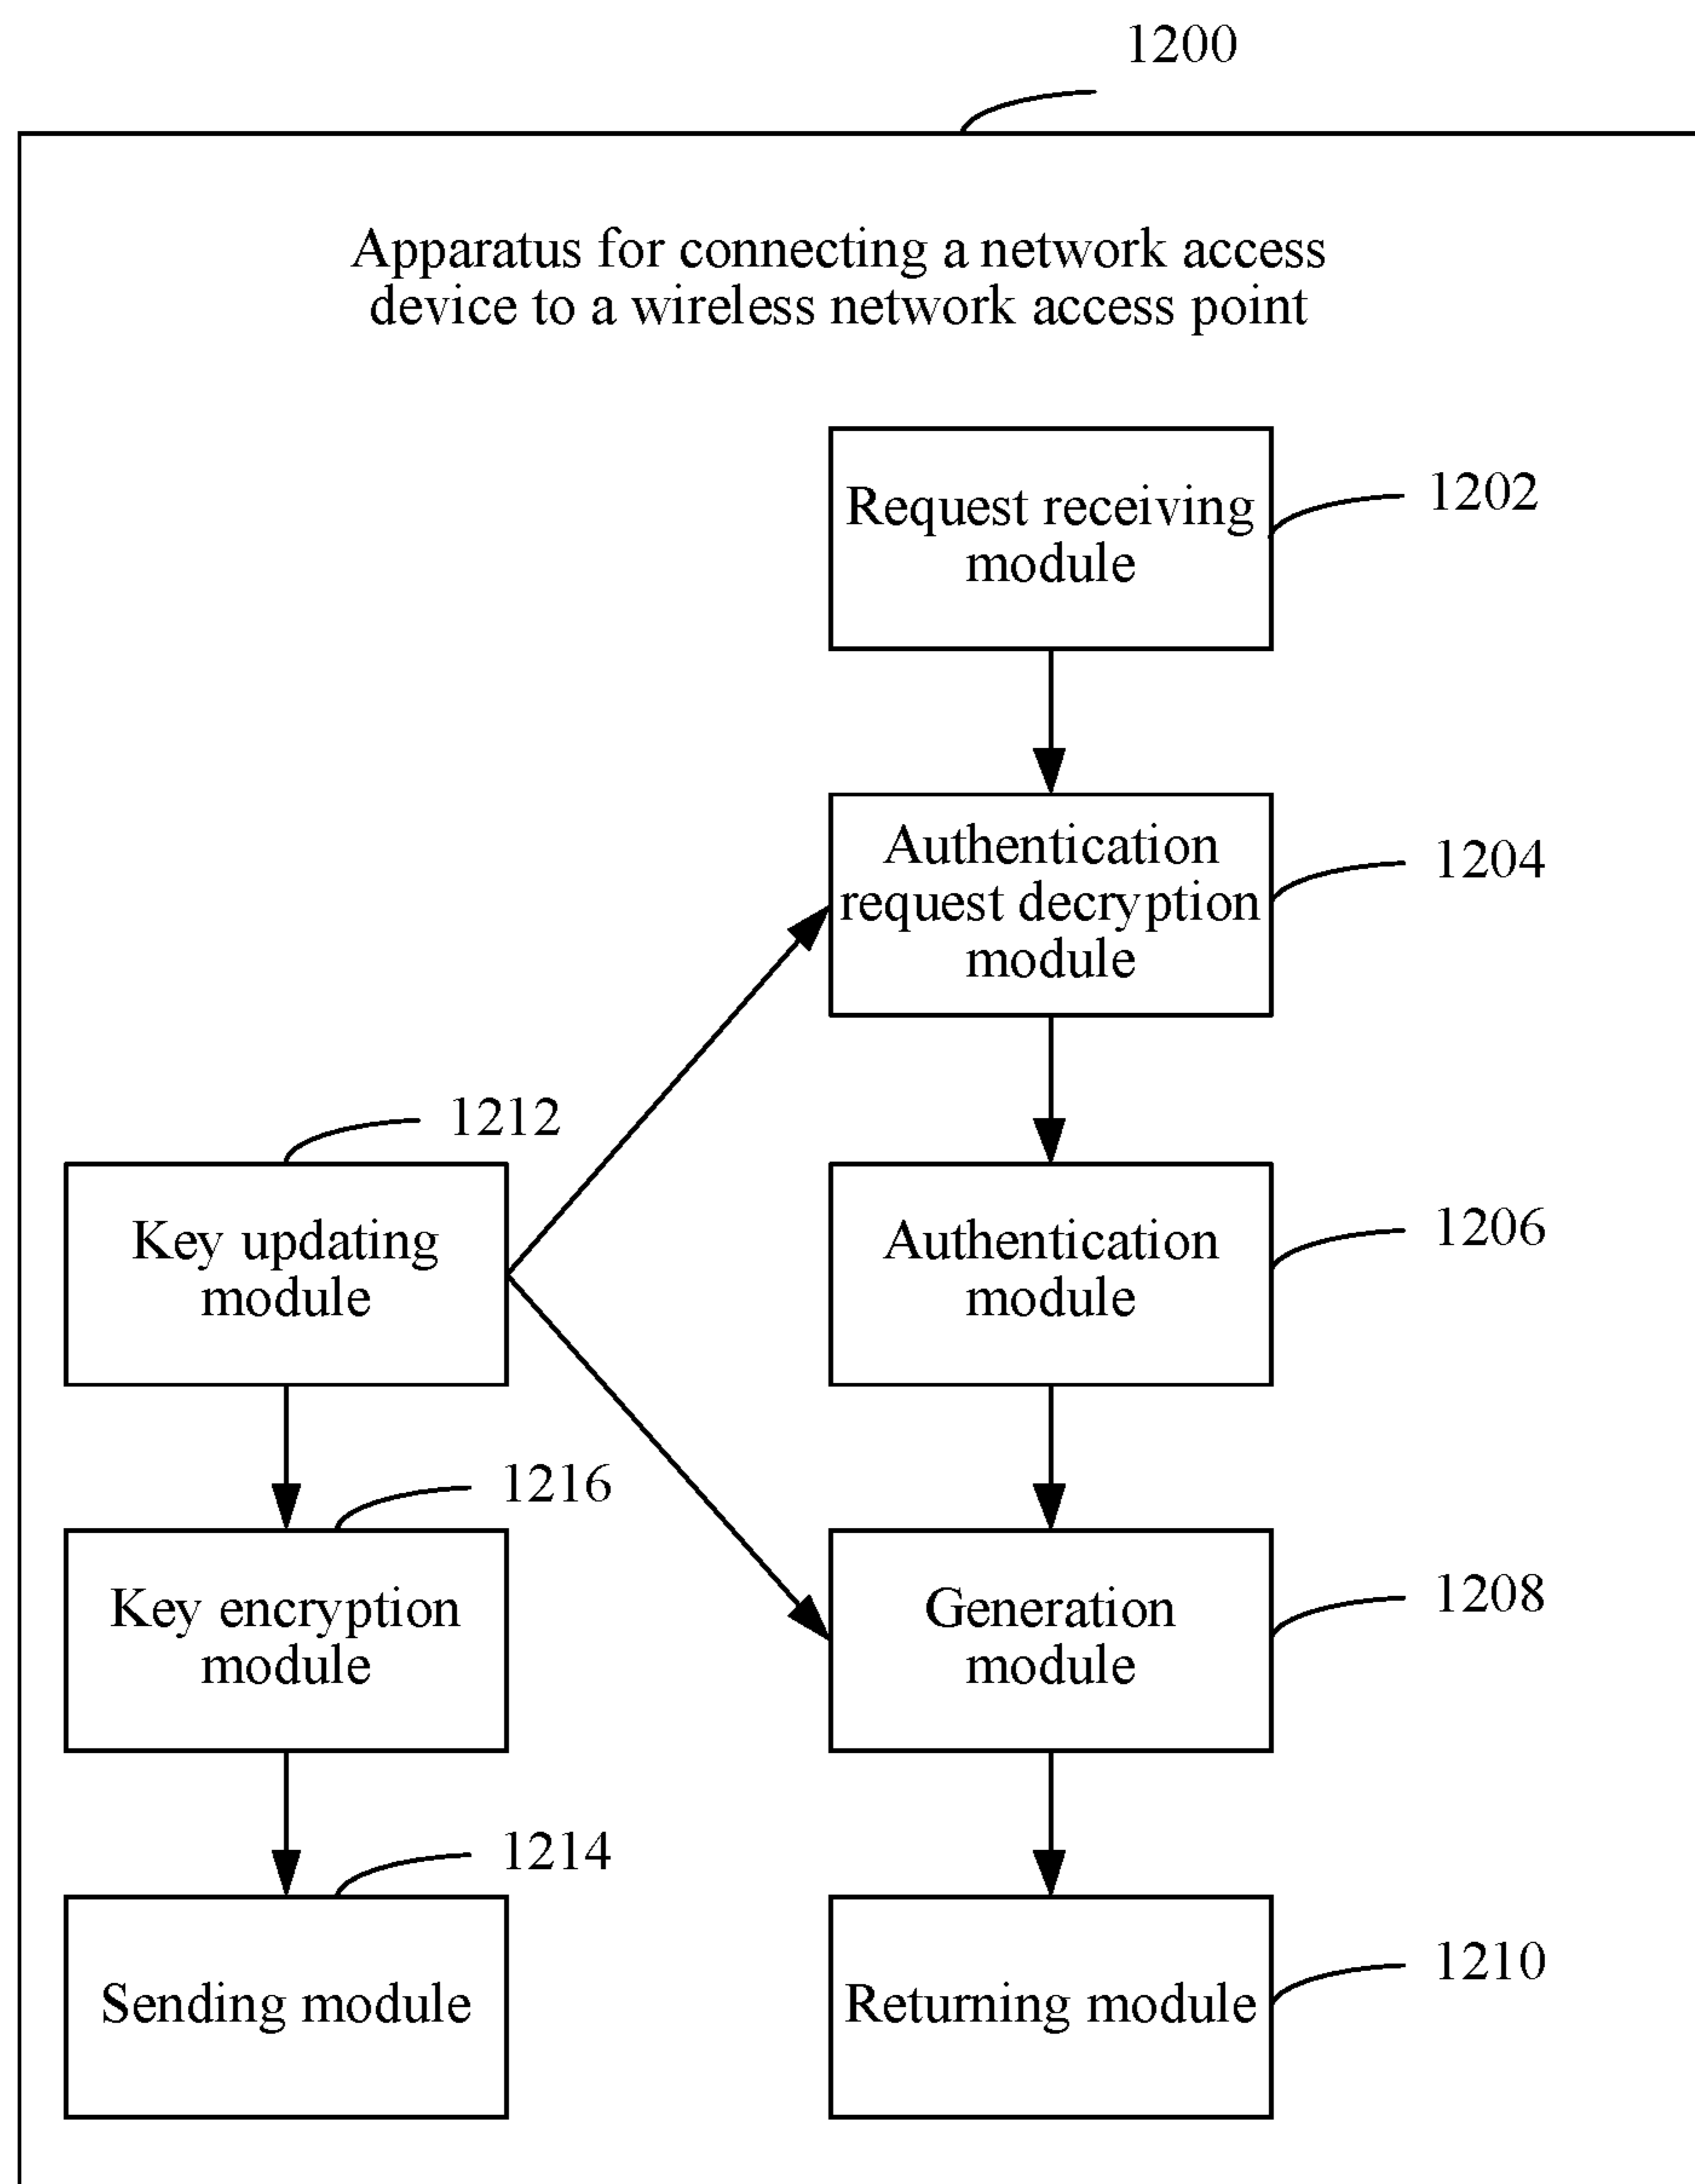 1200
Apparatus for connecting a network access
device to a wireless network access point
Request receiving
module
1202
Authentication
request decryption
module
1204
1212
Key updating
module
Authentication
module
1206
1216
Key encryption
module
Generation
module
1208
1214
Sending module
Returning module
1210